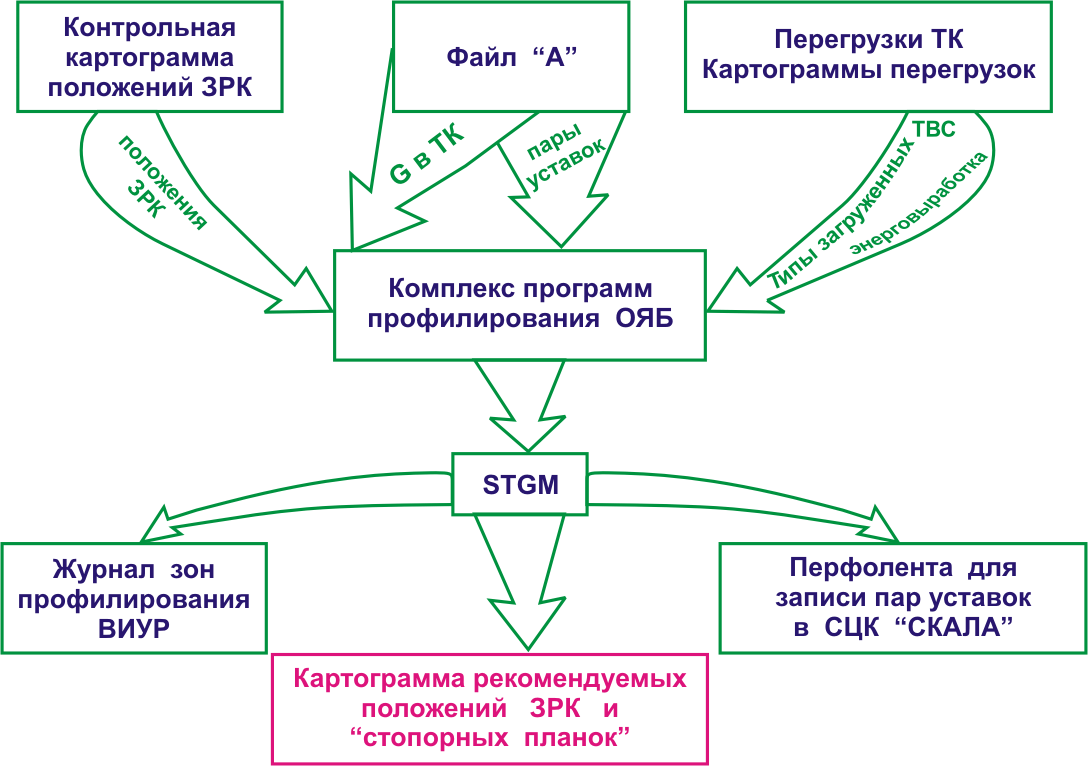 Контрольная
картограмма
положений ЗРК
Файл “А”
Перегрузки ТК
Картограммы перегрузок
положения
ЗРК
G в ТК
пары
уставок
Типы загруженных ТВС
энерговыработка
Комплекс программ
профилирования ОЯБ
STGM
Журнал зон
профилирования
ВИУР
Картограмма рекомендуемых
положений ЗРК и
“стопорных планок”
Перфолента для
записи пар уставок
в СЦК “СКАЛА”